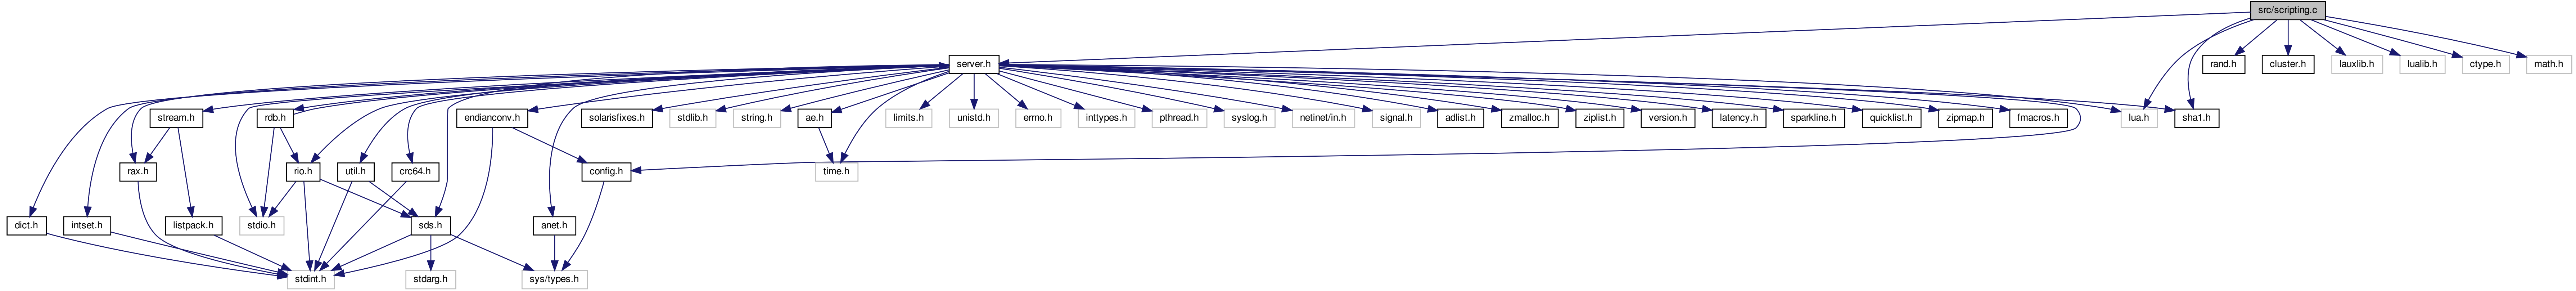 src/scripting.c
server.h
rand.h
cluster.h
lauxlib.h
lualib.h
ctype.h
math.h
stream.h
rdb.h
endianconv.h
solarisfixes.h
stdlib.h
string.h
ae.h
limits.h
unistd.h
errno.h
inttypes.h
pthread.h
syslog.h
netinet/in.h
signal.h
adlist.h
zmalloc.h
ziplist.h
version.h
latency.h
sparkline.h
quicklist.h
zipmap.h
fmacros.h
lua.h
sha1.h
rax.h
rio.h
util.h
crc64.h
config.h
time.h
dict.h
intset.h
listpack.h
stdio.h
sds.h
anet.h
stdint.h
stdarg.h
sys/types.h